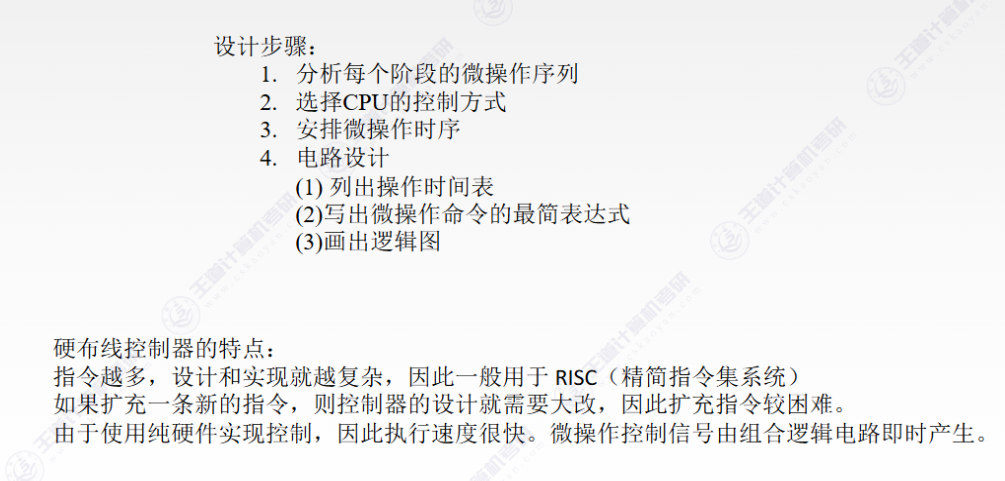 设计步骤：
1. 分析每个阶段的微操作序列
2. 选择CPU的控制方式
3. 安排微操作时序
4. 电路设计
(1) 列出操作时间表
(2)写出微操作命令的最简表达式
(3)画出逻辑图
硬布线控制器的特点：
指令越多，设计和实现就越复杂，因此一般用于 RISC（精简指令集系统）
如果扩充一条新的指令，则控制器的设计就需要大改，因此扩充指令较困难。
由于使用纯硬件实现控制，因此执行速度很快。微操作控制信号由组合逻辑电路即时产生。
王道计算机考研